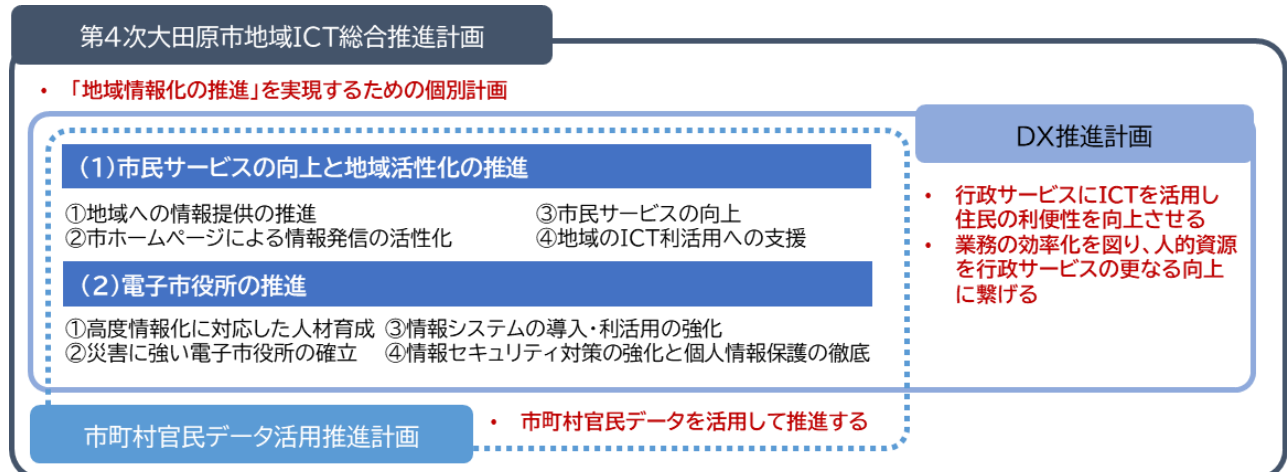 第4次大田原市地域ICT総合推進計画
・ 「地域情報化の推進」を実現するための個別計画
(1)市民サービスの向上と地域活性化の推進
①地域への情報提供の推進
②市ホームページによる情報発信の活性化
③市民サービスの向上
④地域のICT利活用への支援
(2)電子市役所の推進
①高度情報化に対応した人材育成
②災害に強い電子市役所の確立
③情報システムの導入・利活用の強化
④情報セキュリティ対策の強化と個人情報保護の徹底
DX推進計画
・ 行政サービスにICTを活用し
住民の利便性を向上させる
・ 業務の効率化を図り、人的資源
を行政サービスの更なる向上
に繋げる
市町村官民データ活用推進計画
・ 市町村官民データを活用して推進する